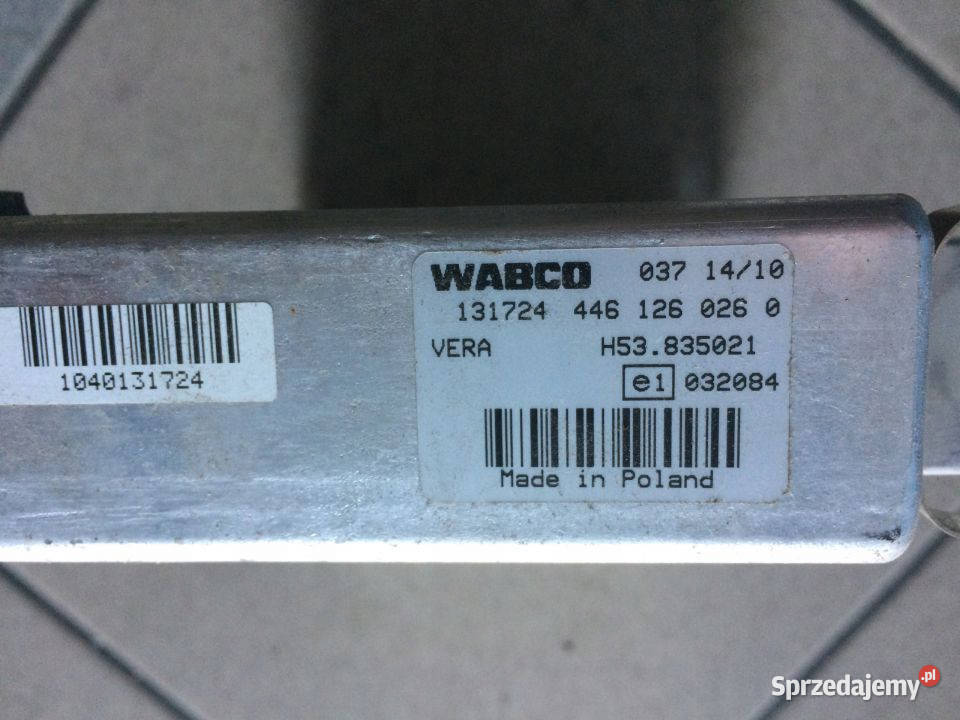 WABCO 037 14/10
131724 446 126 026 0
VERA H53.835021
e1 032084
Made in Poland
1040131724
Sprzedajemy.pl